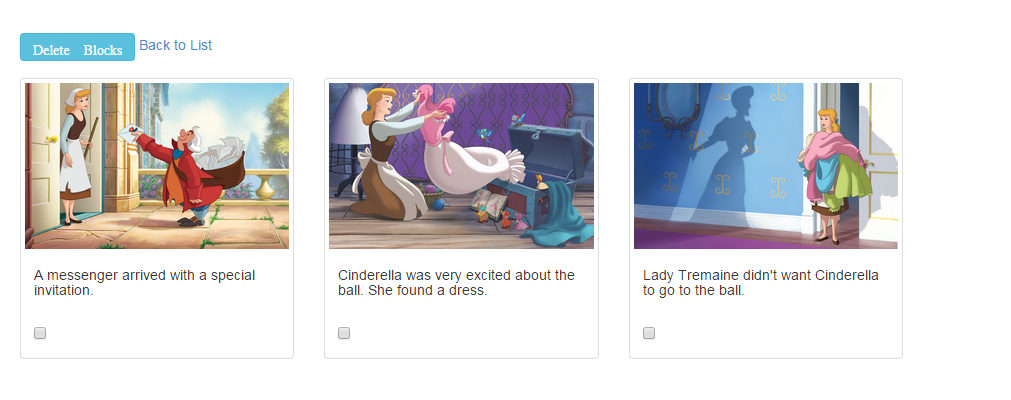 Delete Blocks Back to List
A messenger arrived with a special
invitation.
Cinderella was very excited about the
ball. She found a dress.
Lady Tremaine didn't want Cinderella
to go to the ball.